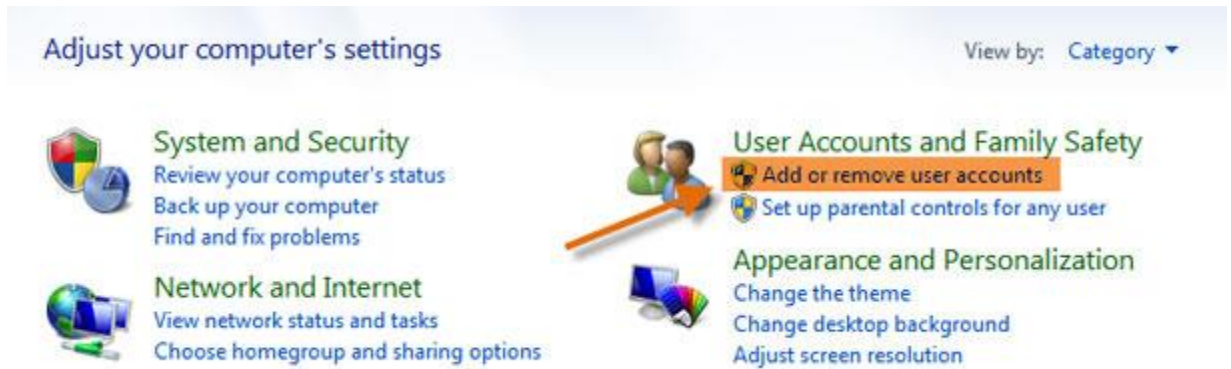 Adjust your computer's settings
View by: Category
System and Security
Review your computer's status
Back up your computer
Find and fix problems
Network and Internet
View network status and tasks
Choose homegroup and sharing options
User Accounts and Family Safety
Add or remove user accounts
Set up parental controls for any user
Appearance and Personalization
Change the theme
Change desktop background
Adjust screen resolution